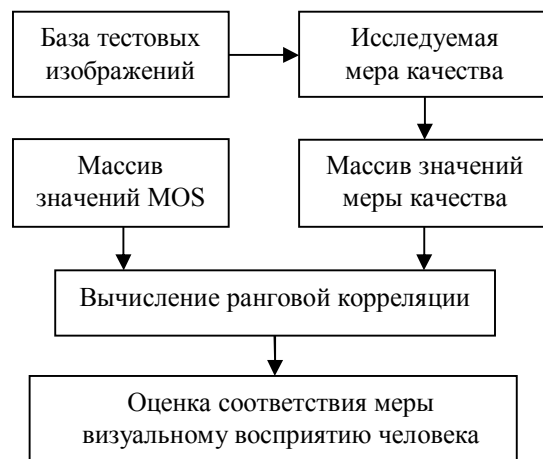 База тестовых
изображений
Исследуемая
мера качества
Массив
значений MOS
Массив значений
меры качества
Вычисление ранговой корреляции
Оценка соответствия меры
визуальному восприятию человека